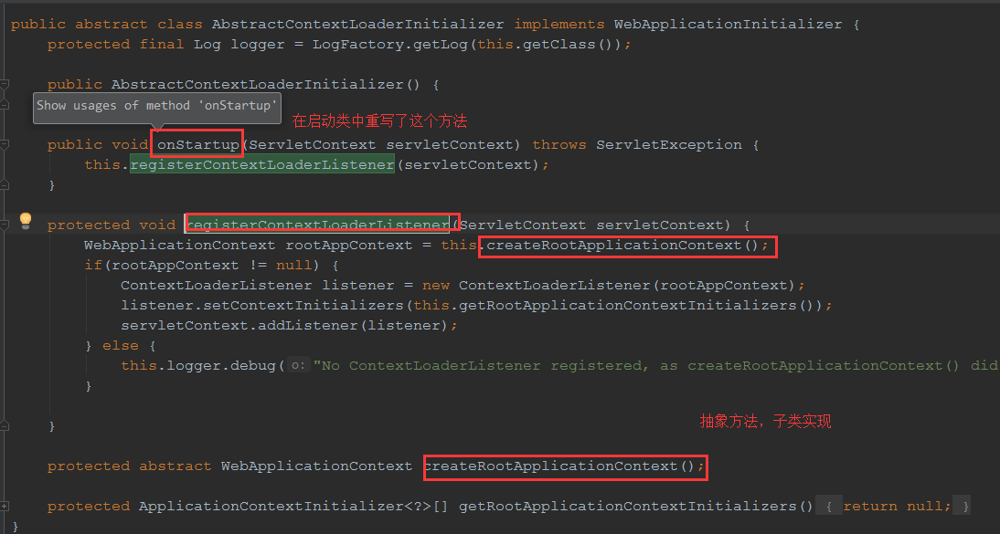 public abstract class AbstractContextLoaderInitializer implements WebApplicationInitializer {
protected final Log logger = LogFactory.getLog(this.getClass());
public AbstractContextLoaderInitializer() {
Show usages of method 'onStartup'
在启动类中重写了这个方法
public void onStartup(ServletContext servletContext) throws ServletException {
this.registerContextLoaderListener(servletContext);
}
protected void registerContextLoaderListener(ServletContext servletContext) {
WebApplicationContext rootAppContext = this.createRootApplicationContext();
if(rootAppContext != null) {
ContextLoaderListener listener = new ContextLoaderListener(rootAppContext);
listener.setContextInitializers(this.getRootApplicationContextInitializers());
servletContext.addListener(listener);
} else {
this.logger.debug( o: "No ContextLoaderListener registered, as createRootApplicationContext() did
}
}
抽象方法，子类实现
protected abstract WebApplicationContext createRootApplicationContext();
protected ApplicationContextInitializer<?>[] getRootApplicationContextInitializers() { return null; }
}